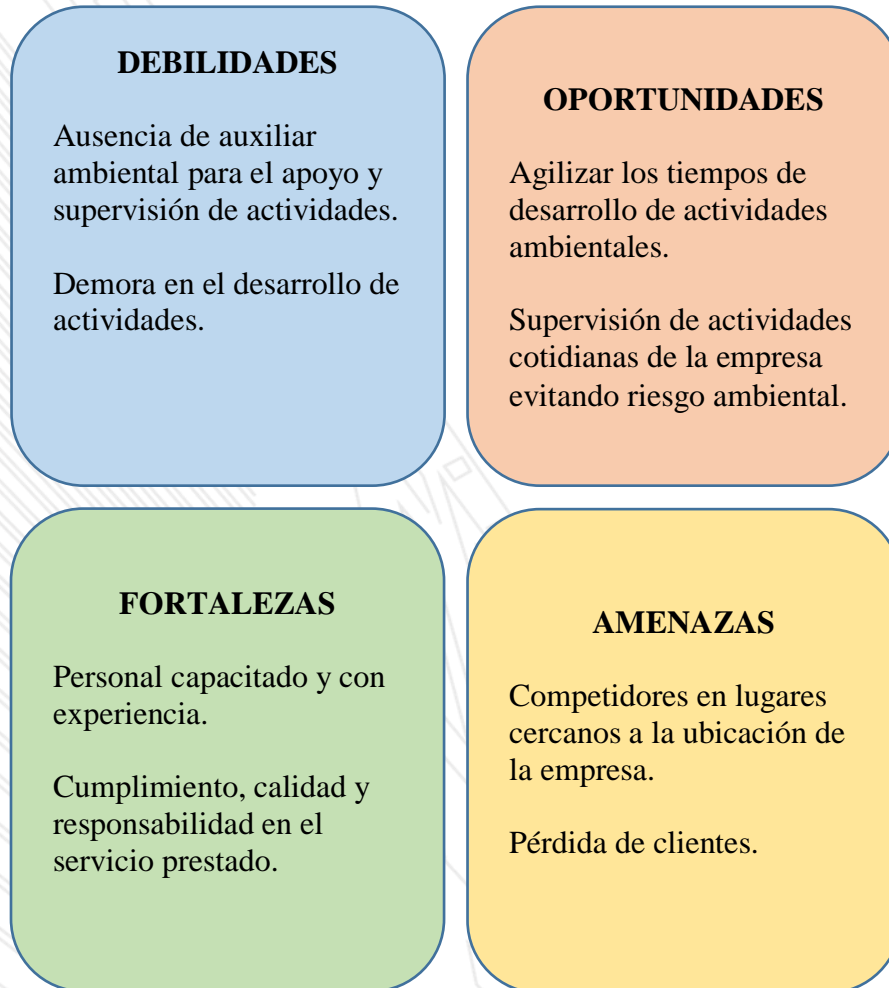 DEBILIDADES
Ausencia de auxiliar
ambiental para el apoyo y
supervisión de actividades.
Demora en el desarrollo de
actividades.
OPORTUNIDADES
Agilizar los tiempos de
desarrollo de actividades
ambientales.
Supervisión de actividades
cotidianas de la empresa
evitando riesgo ambiental.
FORTALEZAS
Personal capacitado y con
experiencia.
Cumplimiento, calidad y
responsabilidad en el
servicio prestado.
AMENAZAS
Competidores en lugares
cercanos a la ubicación de
la empresa.
Pérdida de clientes.